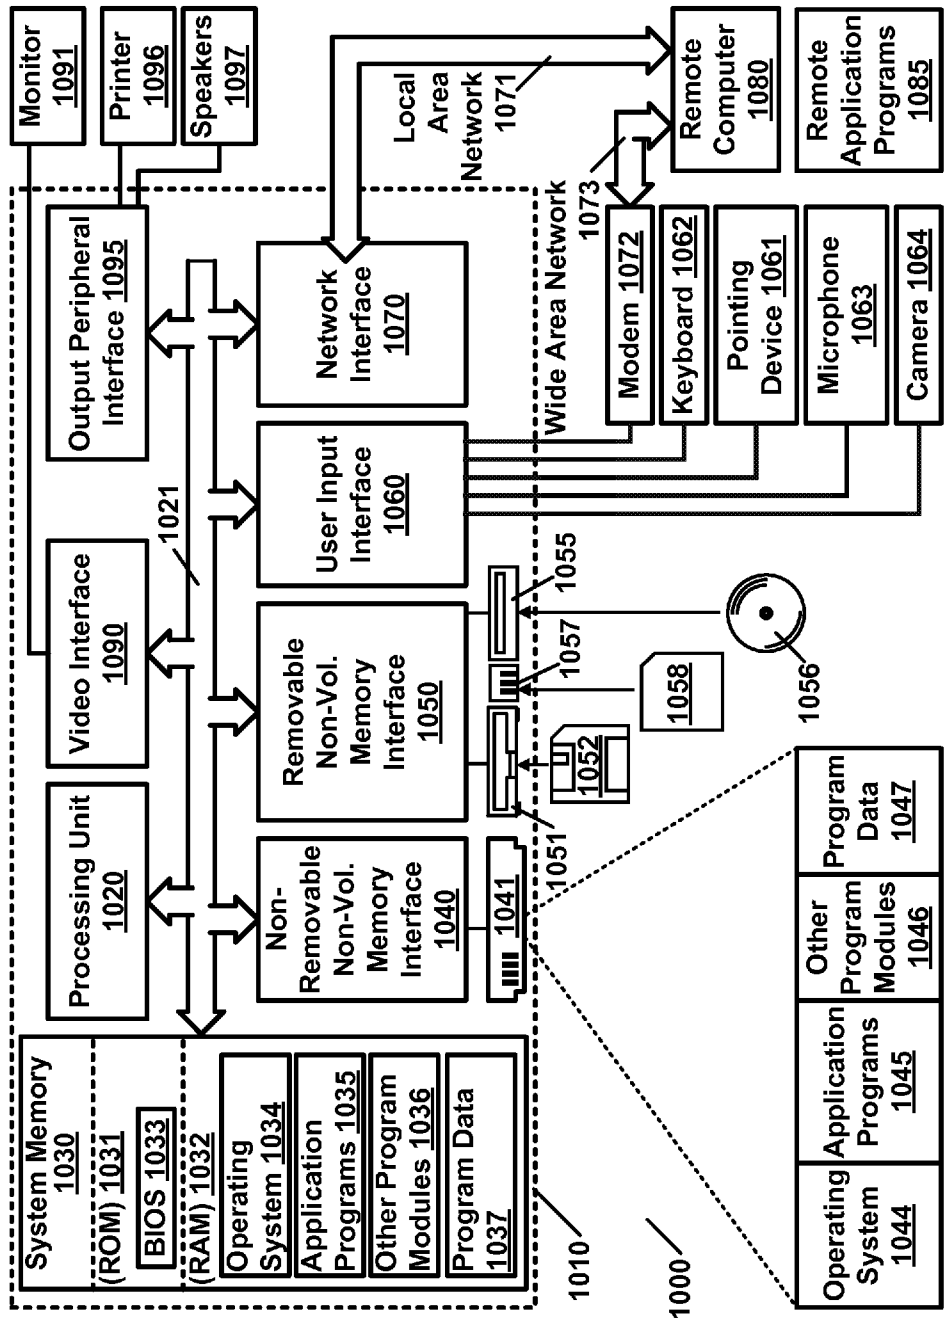 System Memory
1030
(ROM) 1031
BIOS 1033
(RAM) 1032
Operating
System 1034
Application
Programs 1035
Other Program
Modules 1036
Program Data
1037
Processing Unit
1020
Video Interface
1090
Output Peripheral
Interface 1095
Monitor
1091
Printer
1096
Speakers
1097
1021
Non-
Removable
Non-Vol.
Memory
Interface
1040
Removable
Non-Vol.
Memory
Interface
1050
User Input
Interface
1060
Network
Interface
1070
Local
Area
Network
1071
1041
1051
1057
1055
1052
1058
1056
Wide Area Network
1073
Modem 1072
Keyboard 1062
Pointing
Device 1061
Microphone
1063
Camera 1064
Remote
Computer
1080
Remote
Application
Programs
1085
1010
1000
Operating
System
1044
Application
Programs
1045
Other
Program
Modules
1046
Program
Data
1047